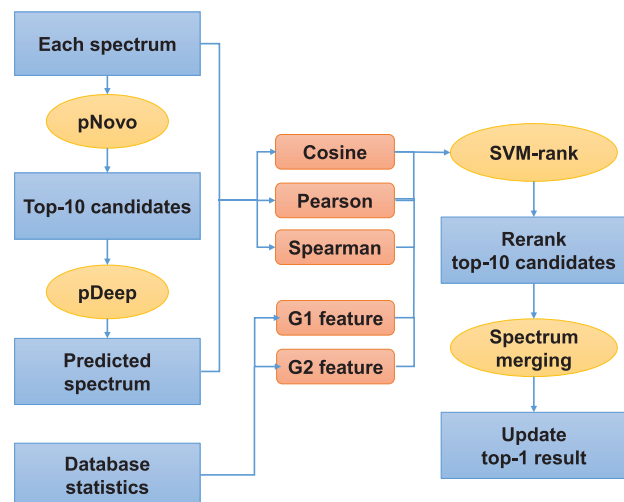 Each spectrum
pNovo
Top-10 candidates
pDeep
Predicted
spectrum
Database
statistics
Cosine
Pearson
Spearman
G1 feature
G2 feature
SVM-rank
Rerank
top-10 candidates
Spectrum
merging
Update
top-1 result